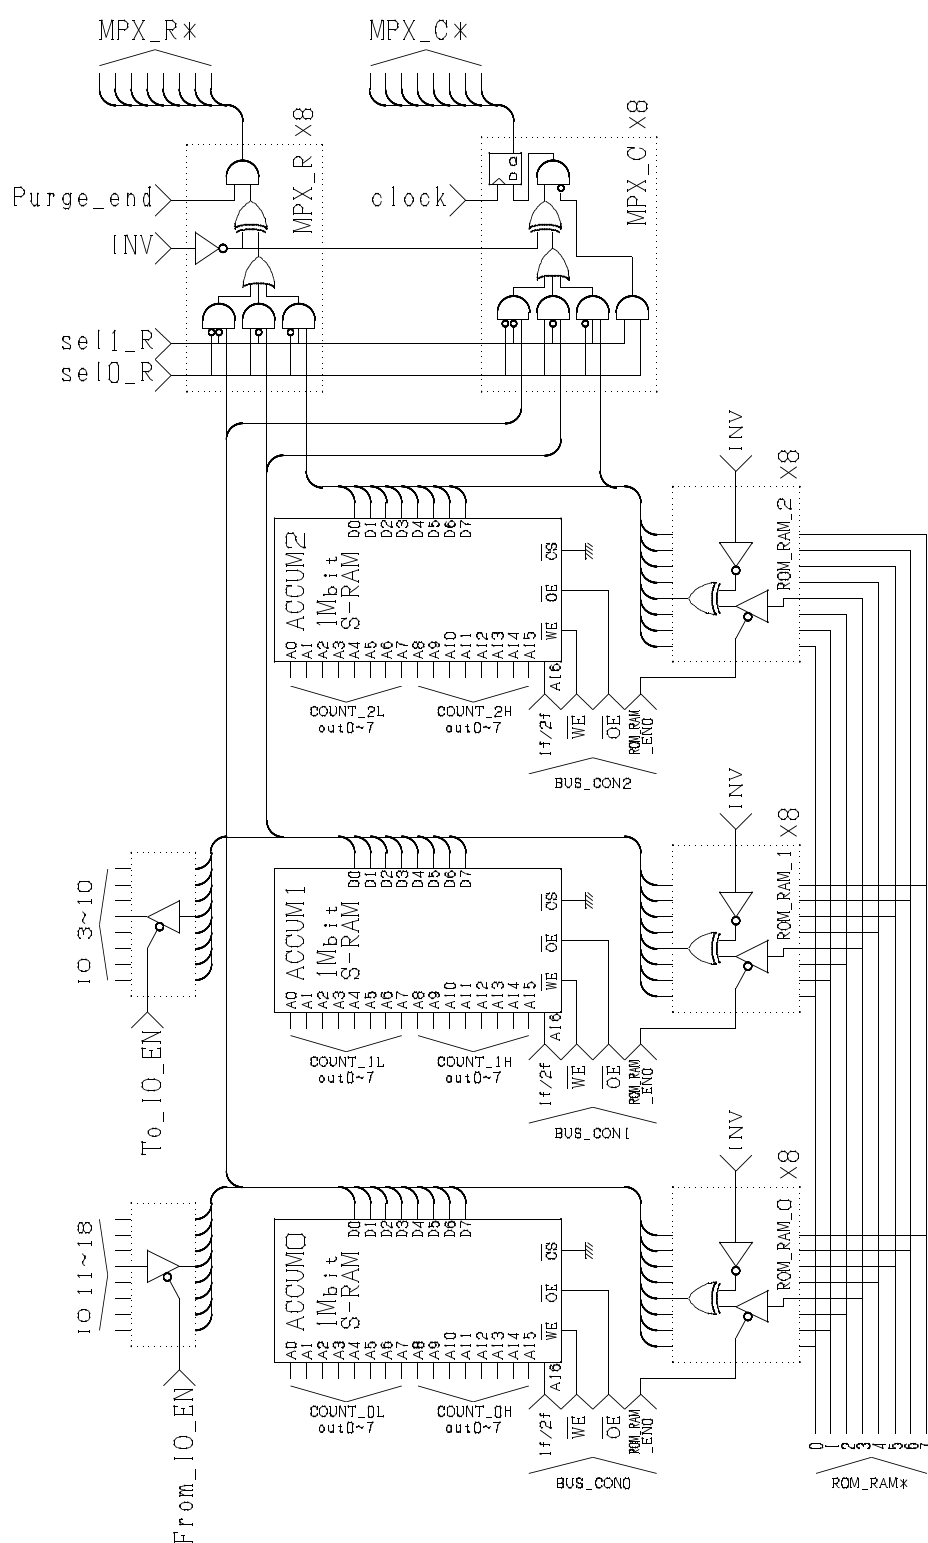 MPX_R*
MPX_C*
X8
X8
MPX_R
MPX_C
D Q
Purge_end
clock
INV
sel1_R
sel0_R
INV
X8
ROM_RAM_2
D0 D1 D2 D3 D4 D5 D6 D7
ACCUM2
1Mbit
S-RAM
CS
OE
WE
A0 A1 A2 A3 A4 A5 A6 A7 A8 A9 A10 A11 A12 A13 A14 A15
A16
COUNT_2L
out0~7
COUNT_2H
out0~7
1f/2f
WE
OE
ROM_RAM
_ENO
BUS_CON2
INV
X8
ROM_RAM_1
IO 3~10
To_IO_EN
D0 D1 D2 D3 D4 D5 D6 D7
ACCUM1
1Mbit
S-RAM
CS
OE
WE
A0 A1 A2 A3 A4 A5 A6 A7 A8 A9 A10 A11 A12 A13 A14 A15
A16
COUNT_1L
out0~7
COUNT_1H
out0~7
1f/2f
WE
OE
ROM_RAM
_ENO
BUS_CON1
INV
X8
ROM_RAM_0
IO 11~18
From_IO_EN
D0 D1 D2 D3 D4 D5 D6 D7
ACCUM0
1Mbit
S-RAM
CS
OE
WE
A0 A1 A2 A3 A4 A5 A6 A7 A8 A9 A10 A11 A12 A13 A14 A15
A16
COUNT_0L
out0~7
COUNT_0H
out0~7
1f/2f
WE
OE
ROM_RAM
_ENO
BUS_CON0
0 1 2 3 4 5 6 7
ROM_RAM*